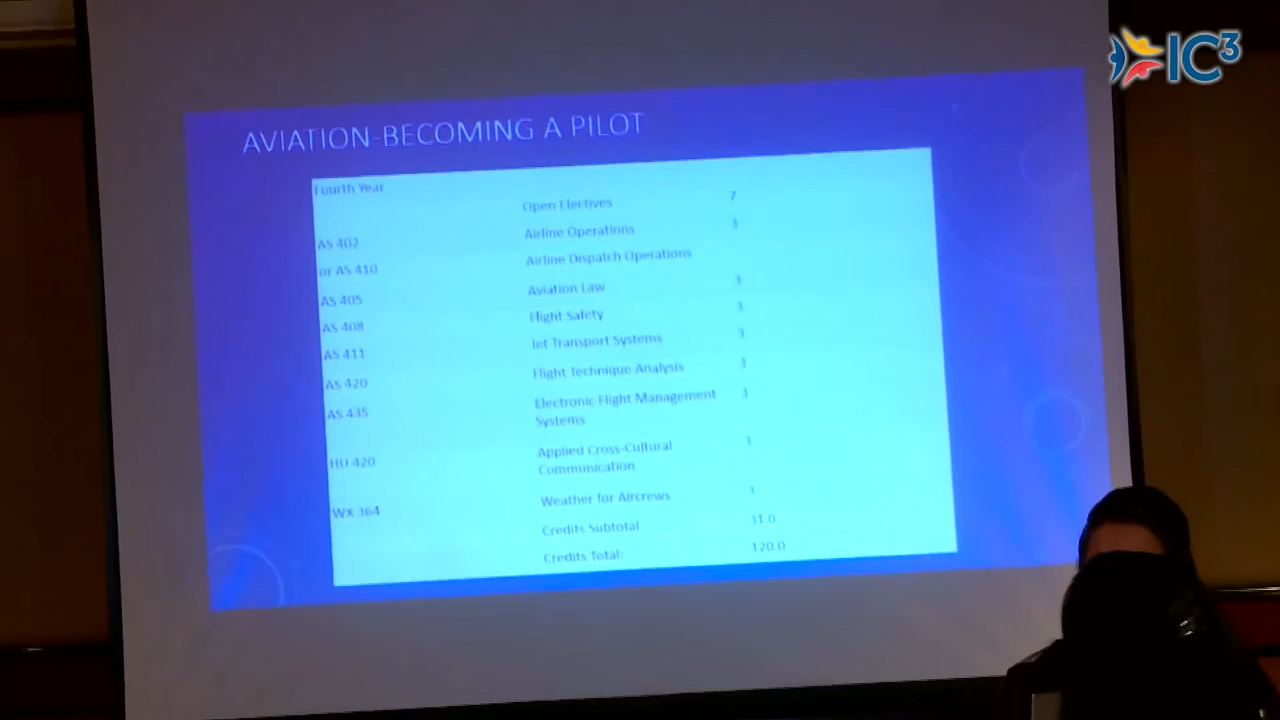 IC³
AVIATION-BECOMING A PILOT
Fourth Year
Open Electives 7
AS 402 Airline Operations 3
or AS 410 Airline Dispatch Operations
AS 405 Aviation Law 3
AS 408 Flight Safety 3
AS 411 Jet Transport Systems 3
AS 420 Flight Technique Analysis 3
AS 435 Electronic Flight Management 3
Systems
HU 420 Applied Cross-Cultural 3
Communication
WX 364 Weather for Aircrews 3
Credits Subtotal 31.0
Credits Total: 120.0